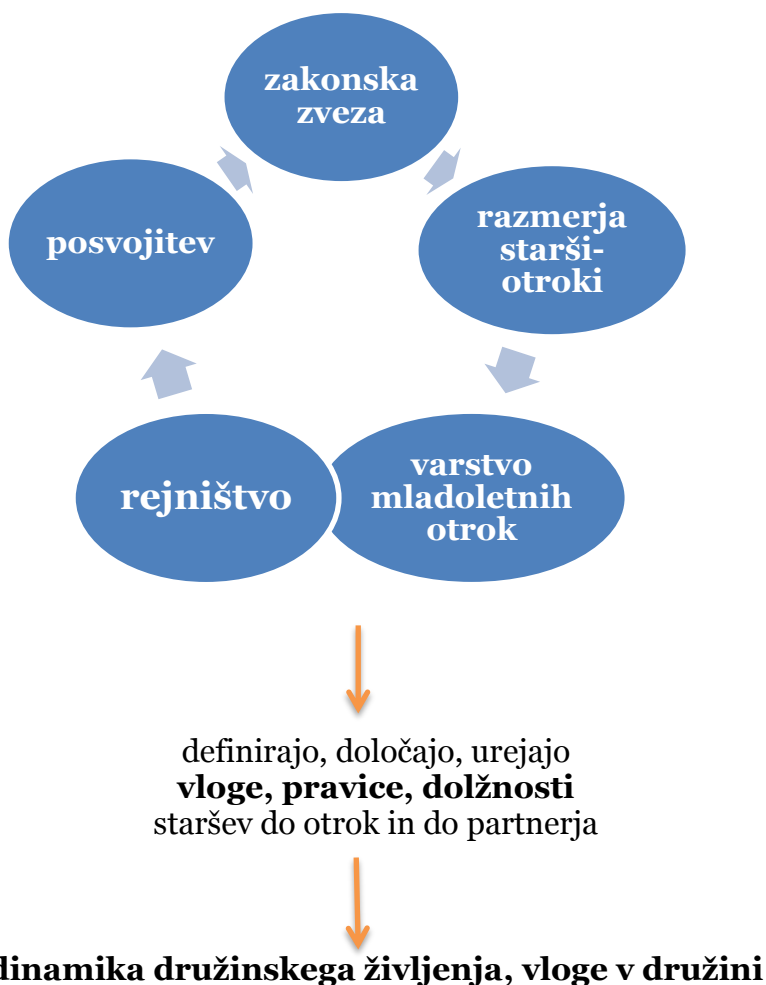 zakonska
zveza
razmerja
starši-
otroki
varstvo
mladoletnih
otrok
rejništvo
posvojitev
definirajo, določajo, urejajo
vloge, pravice, dolžnosti
staršev do otrok in do partnerja
dinamika družinskega življenja, vloge v družini